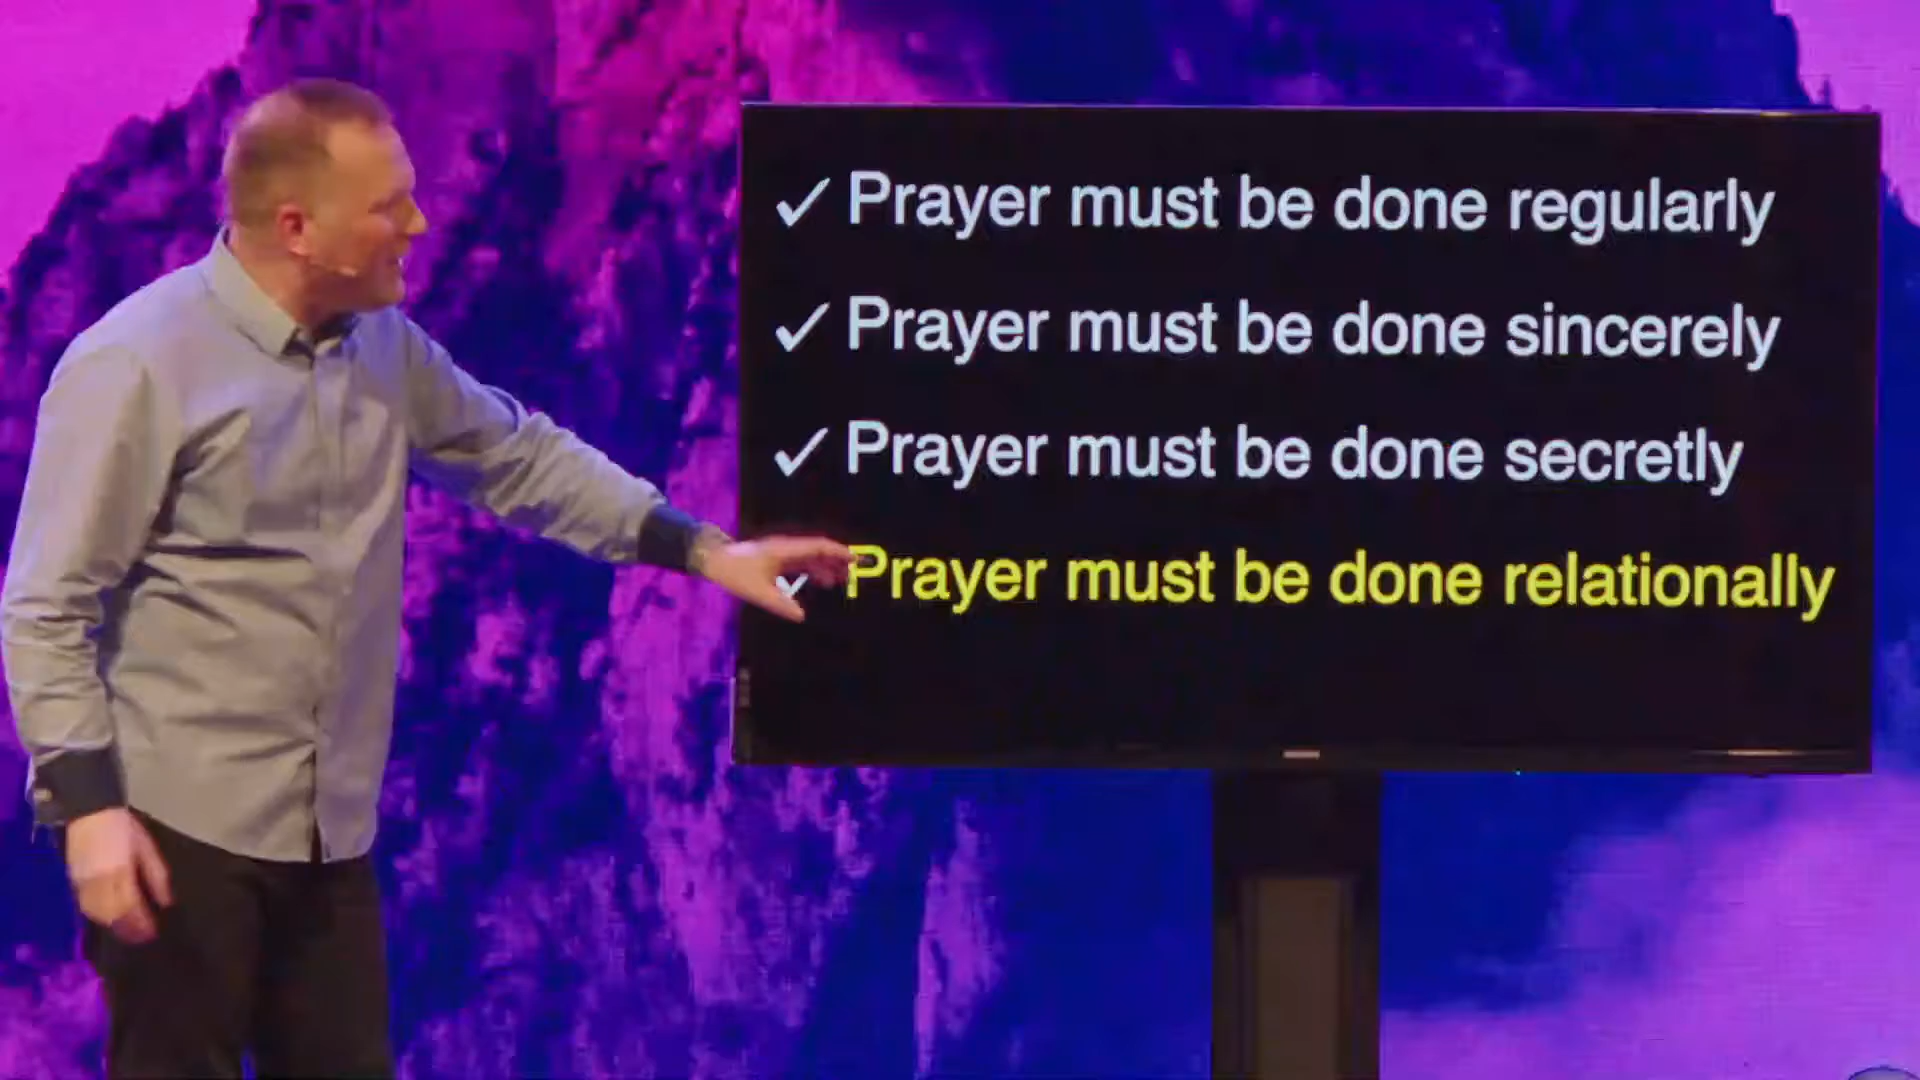 ✓ Prayer must be done regularly
✓ Prayer must be done sincerely
✓ Prayer must be done secretly
✓ Prayer must be done relationally